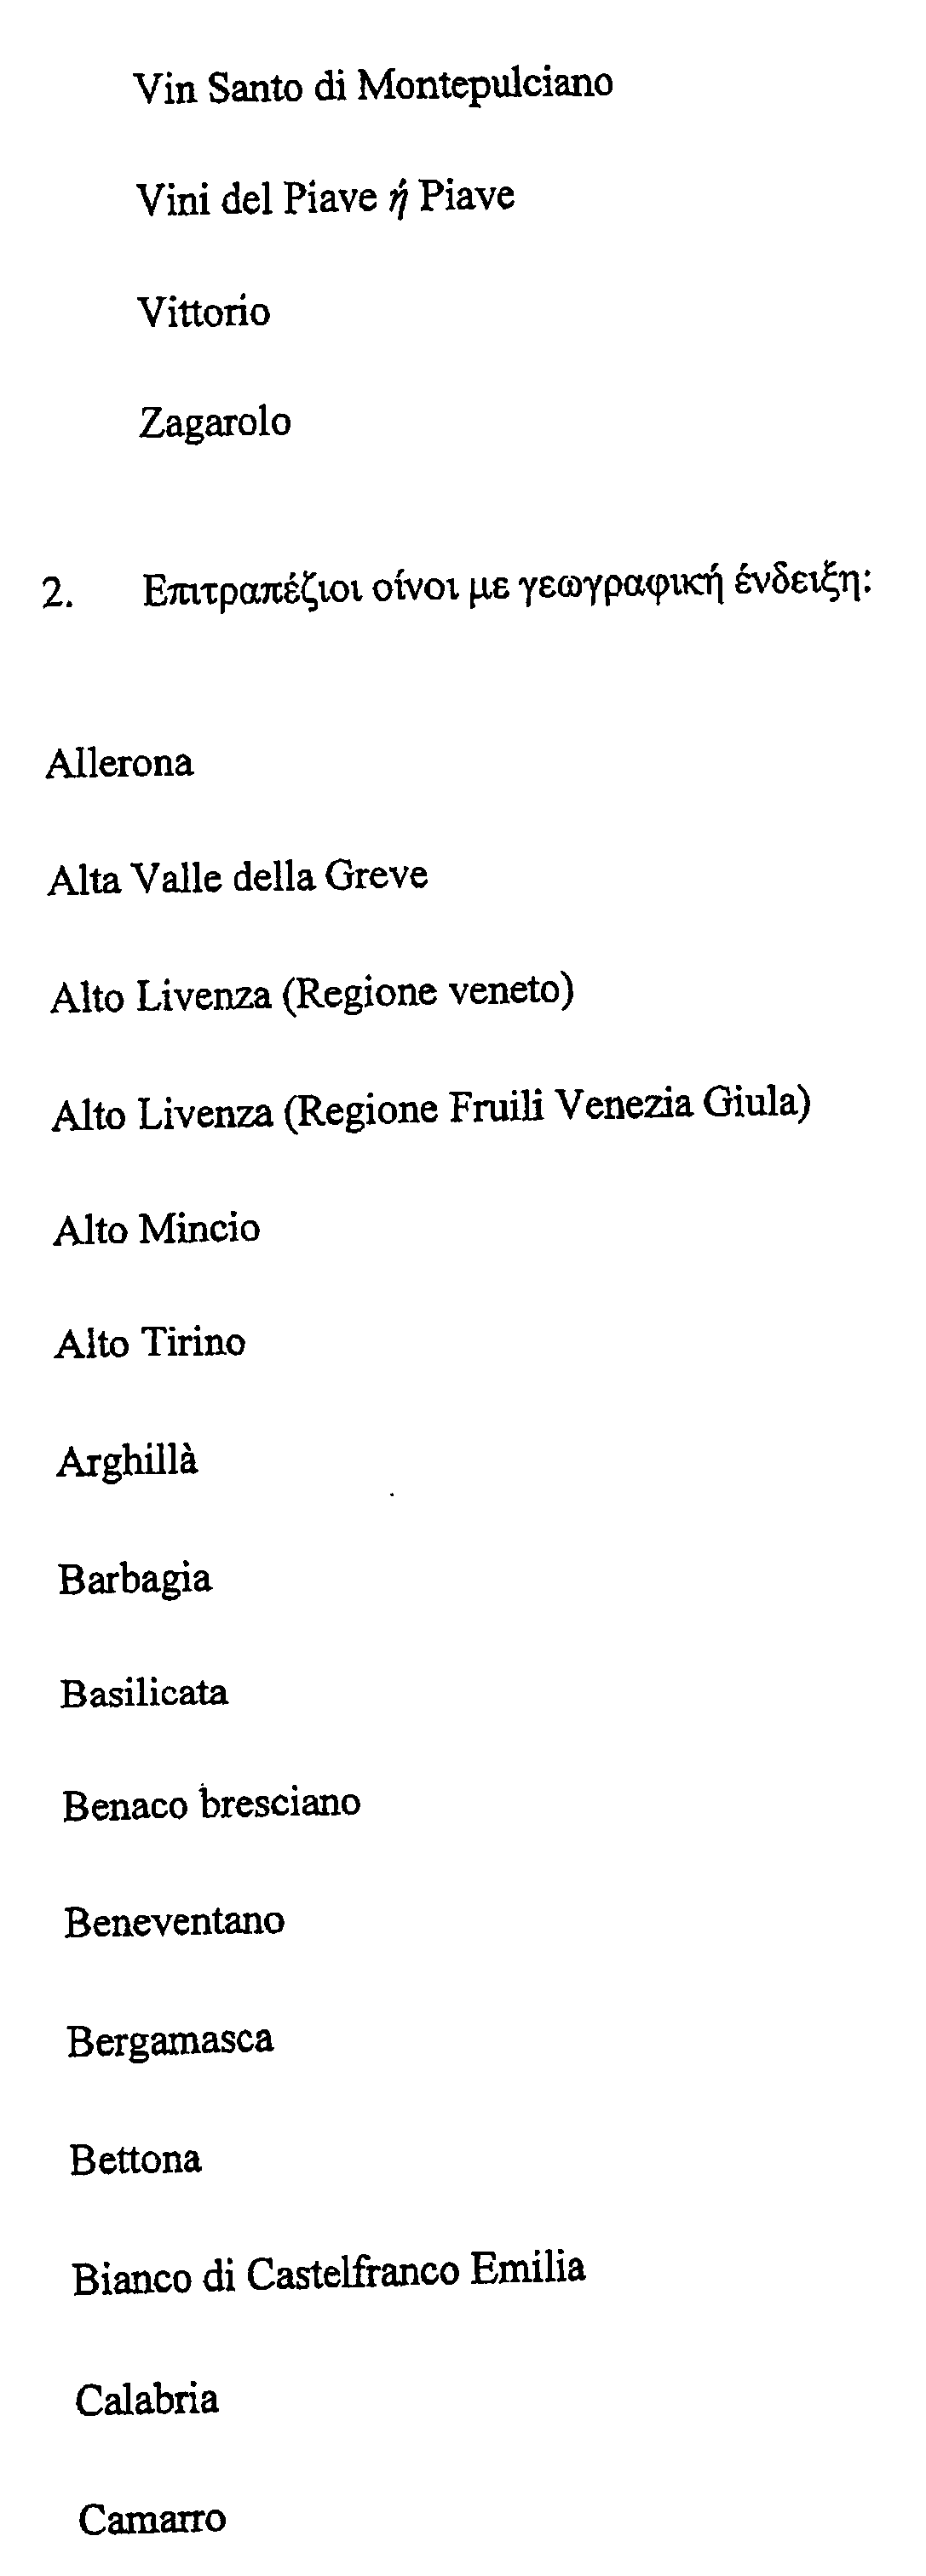 Vin Santo di Montepulciano
Vini del Piave ή Piave
Vittorio
Zagarolo
2. Επιτραπέζιοι οίνοι με γεωγραφική ένδειξη:
Allerona
Alta Valle della Greve
Alto Livenza (Regione veneto)
Alto Livenza (Regione Fruili Venezia Giula)
Alto Mincio
Alto Tirino
Arghillà
Barbagia
Basilicata
Benaco bresciano
Beneventano
Bergamasca
Bettona
Bianco di Castelfranco Emilia
Calabria
Camarro